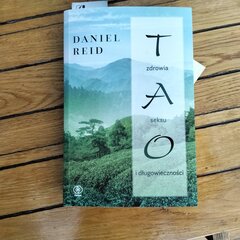 DANIEL
REID
T
zdrowia
A
seksu
O
i długowieczności